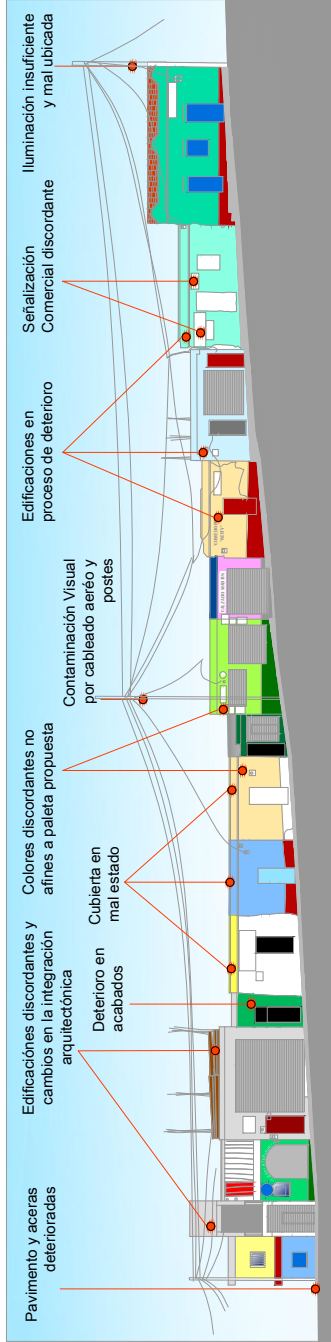 Pavimento y aceras
deterioradas
Edificaciónes discordantes y
cambios en la integración
arquitectónica
Deterioro en
acabados
Cubierta en
mal estado
Colores discordantes no
afines a paleta propuesta
Contaminación Visual
por cableado aeréo y
postes
Edificaciones en
proceso de deterioro
Señalización
Comercial discordante
Iluminación insuficiente
y mal ubicada